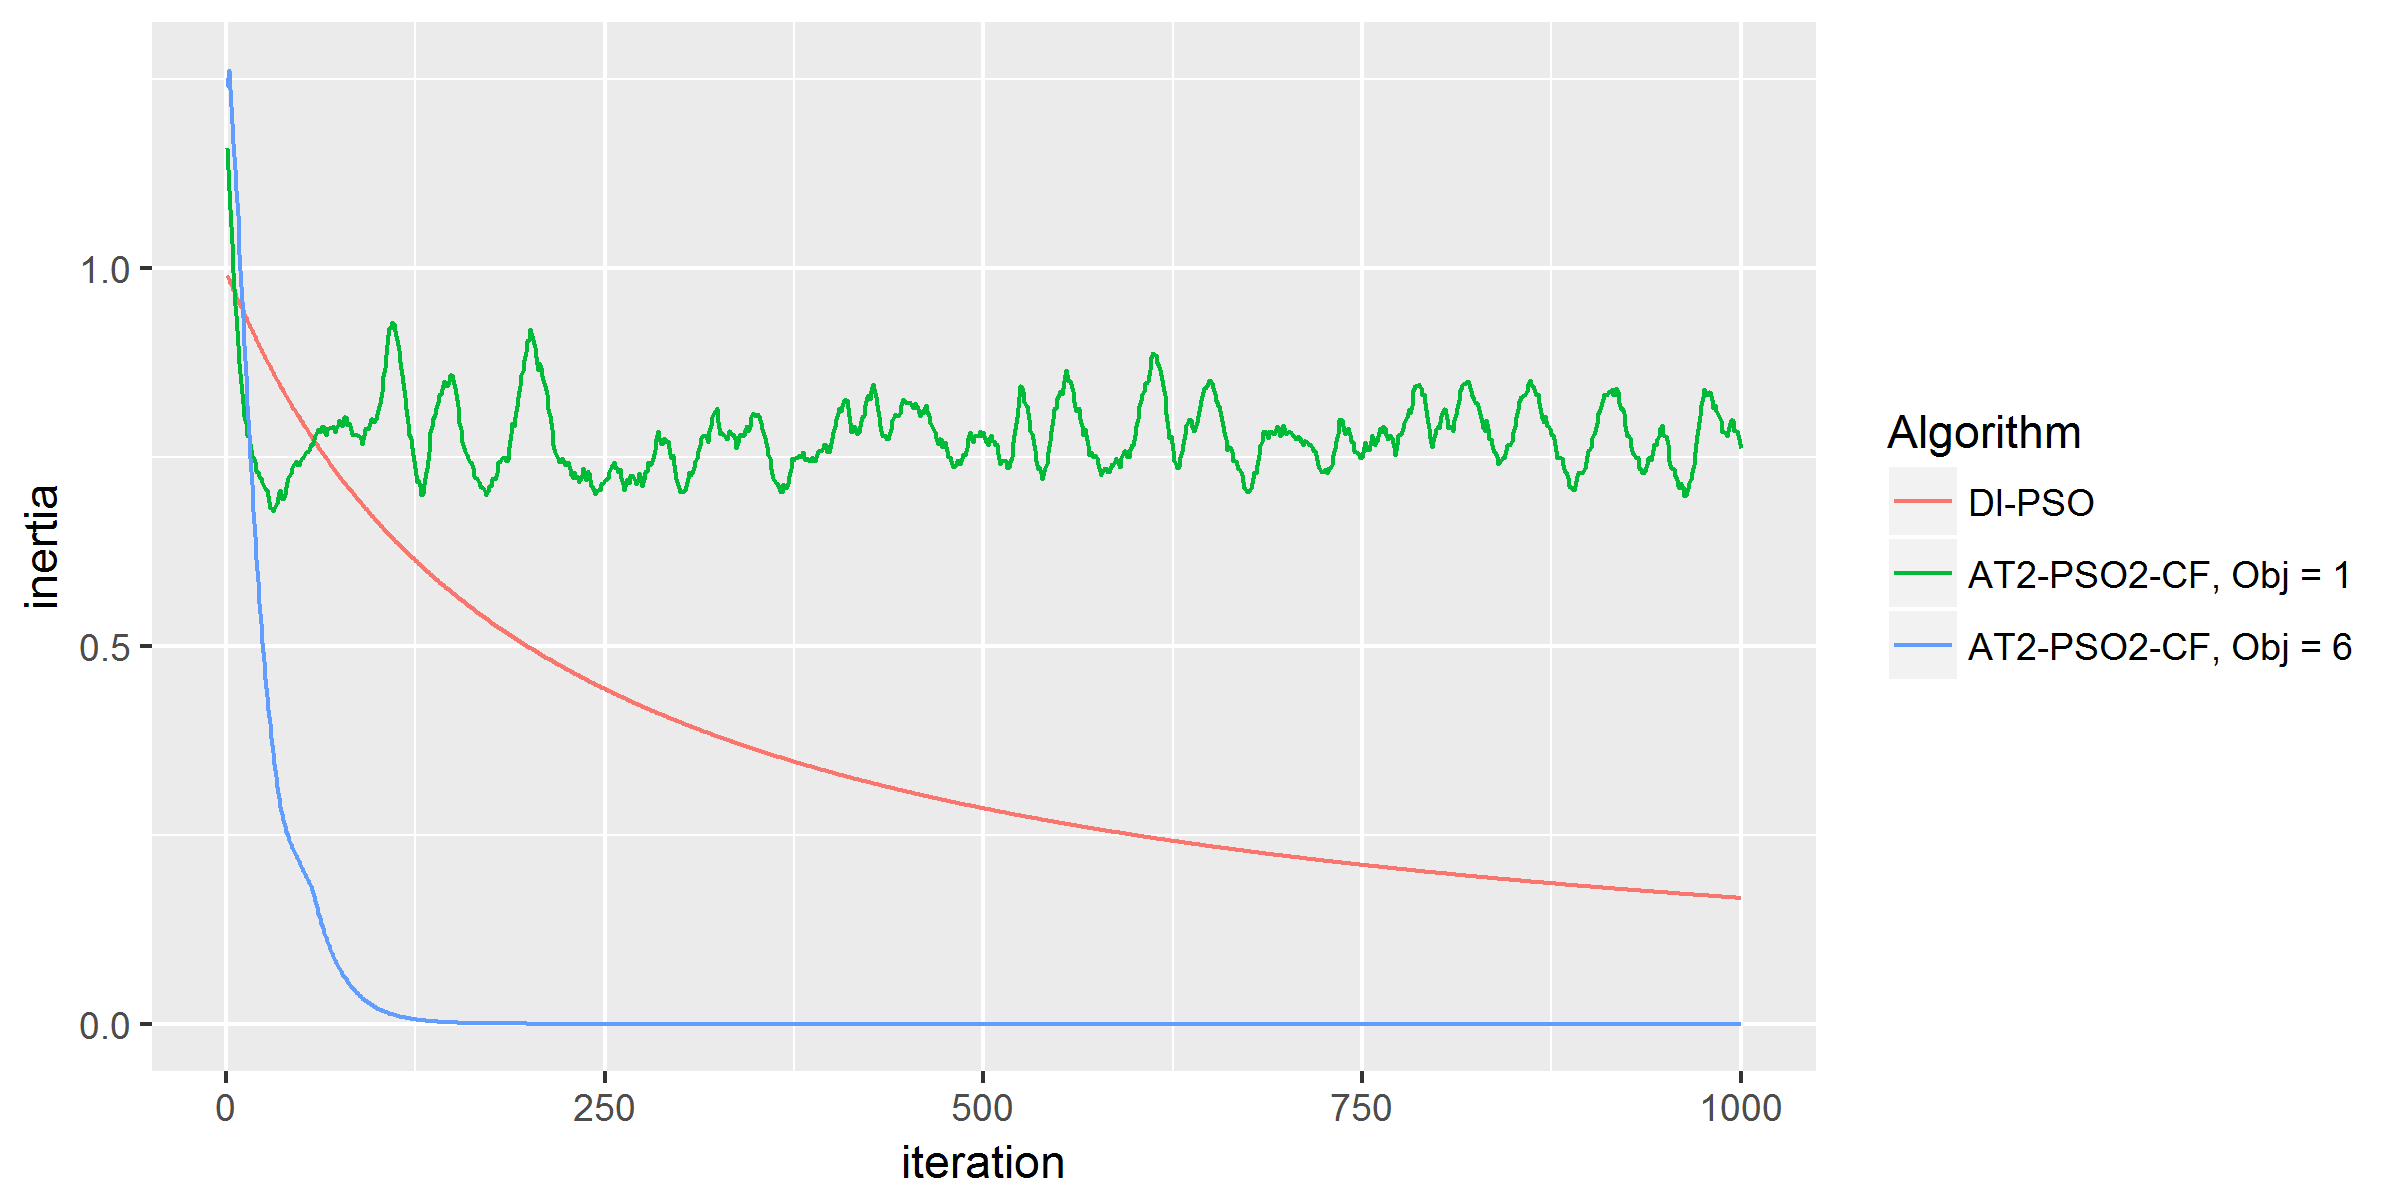 inertia
1.0
0.5
0.0
0
250
500
750
1000
iteration
Algorithm
DI-PSO
AT2-PSO2-CF, Obj = 1
AT2-PSO2-CF, Obj = 6